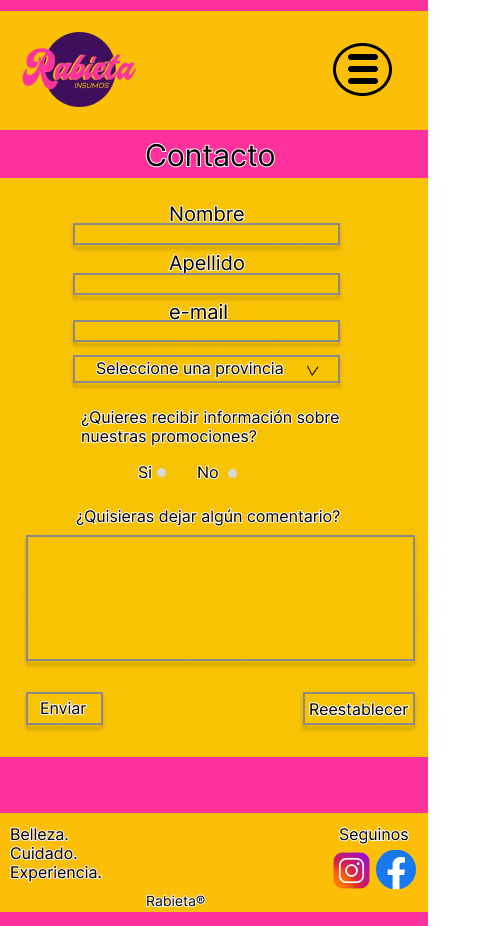 Rabieta
INSUMOS
Contacto
Nombre
Apellido
e-mail
Seleccione una provincia
¿Quieres recibir información sobre
nuestras promociones?
Si No
¿Quisieras dejar algún comentario?
Enviar Reestablecer
Belleza. Seguinos
Cuidado.
Experiencia.
Rabieta®